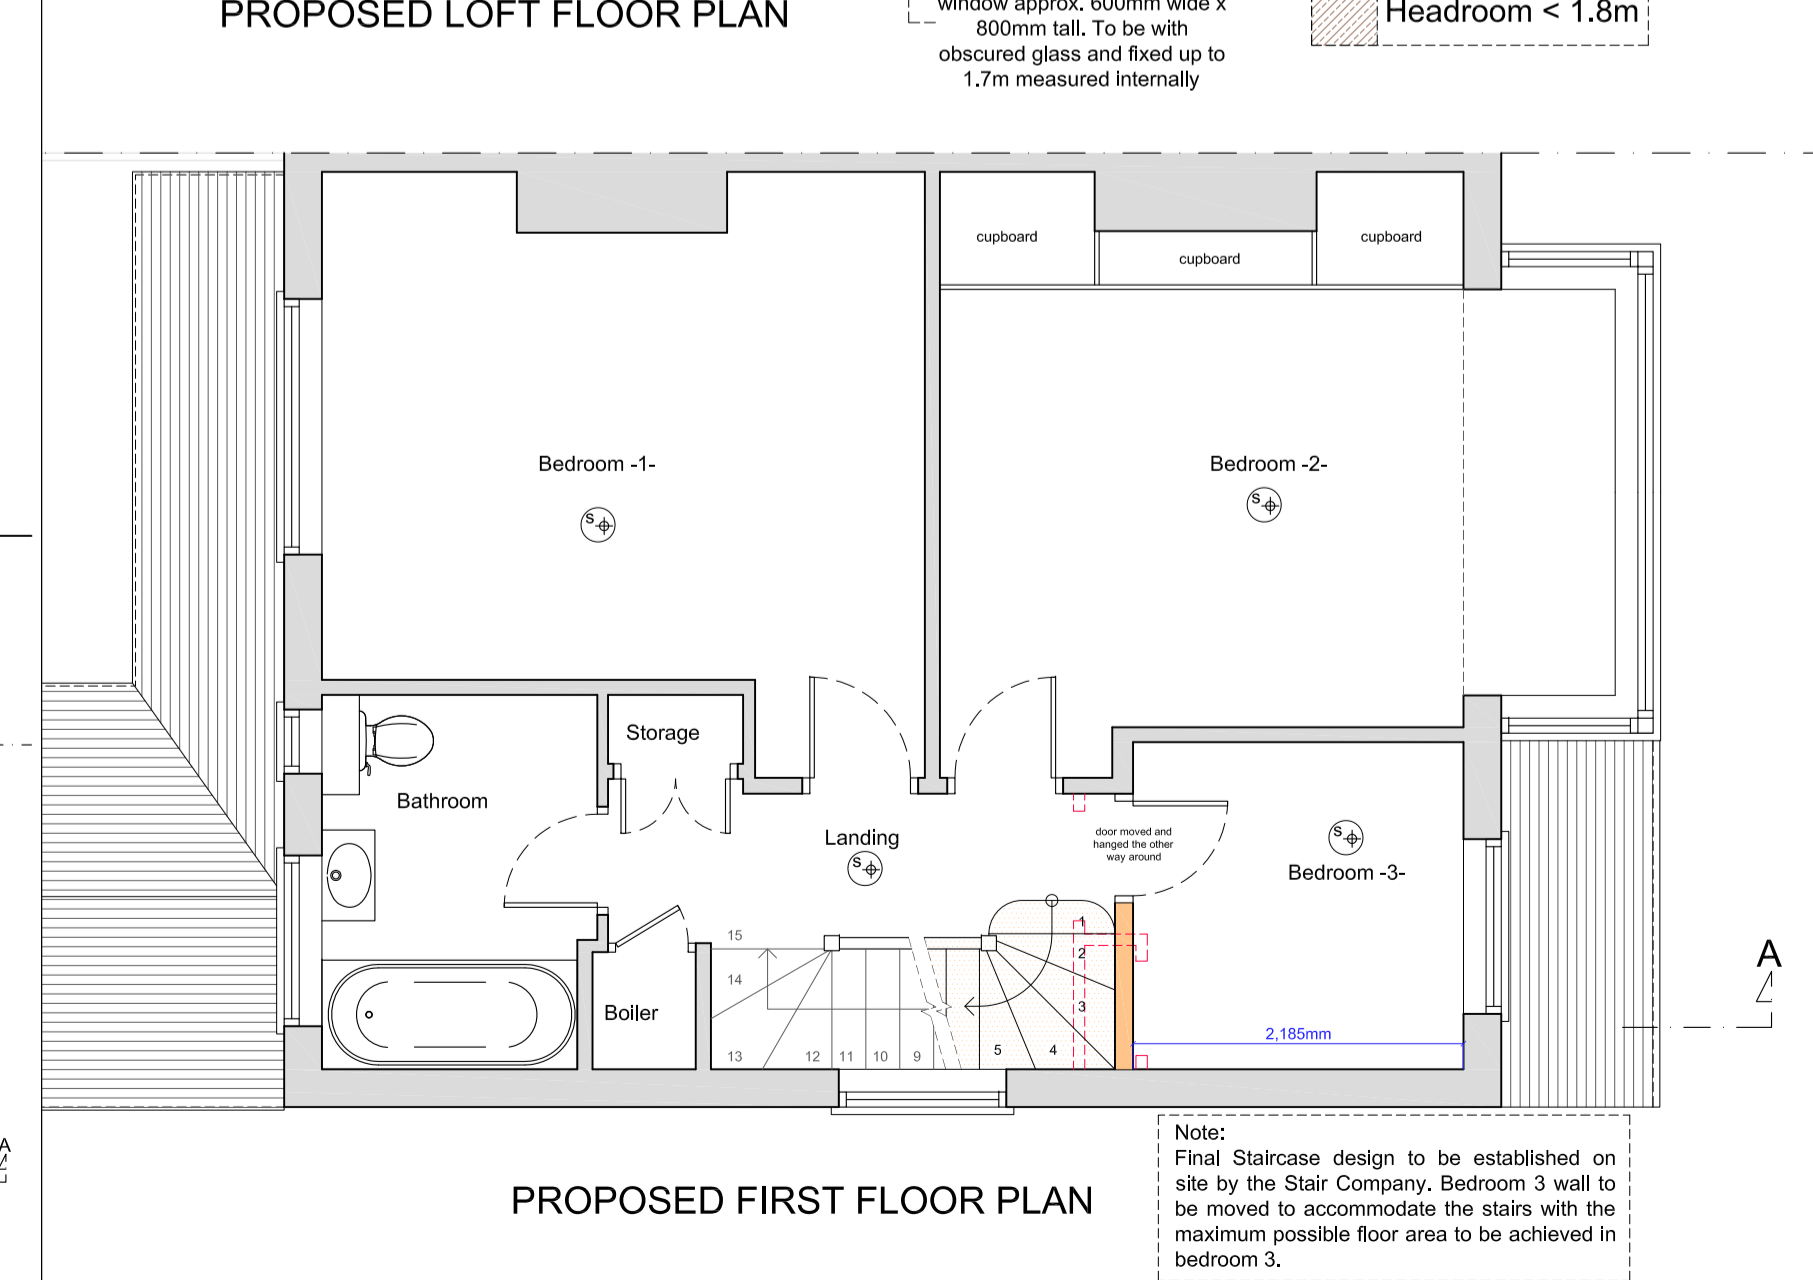 PROPOSED LOFT FLOOR PLAN
window approx. 600mm wide x
800mm tall. To be with
obscured glass and fixed up to
1.7m measured internally
Headroom < 1.8m
cupboard
cupboard
cupboard
Bedroom -1-
S
Bedroom -2-
S
Storage
Bathroom
Landing
S
door moved and
hanged the other
way around
S
Bedroom -3-
15
14
13
12
11
10
9
1
2
3
4
5
Boiler
2,185mm
A
A
PROPOSED FIRST FLOOR PLAN
Note:
Final Staircase design to be established on
site by the Stair Company. Bedroom 3 wall to
be moved to accommodate the stairs with the
maximum possible floor area to be achieved in
bedroom 3.